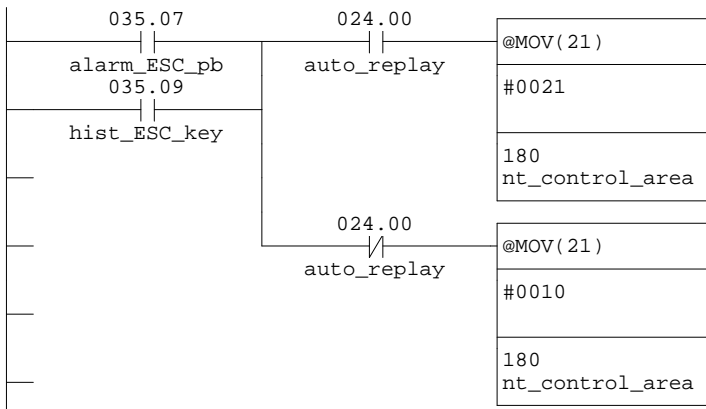 035.07
024.00
@MOV(21)
alarm_ESC_pb
auto_replay
035.09
#0021
hist_ESC_key
180
nt_control_area
024.00
@MOV(21)
auto_replay
#0010
180
nt_control_area